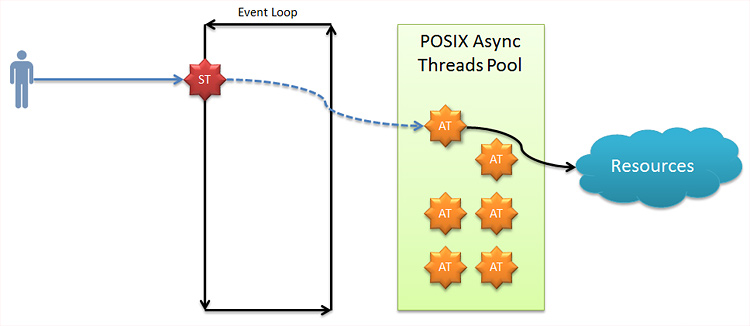 Event Loop
POSIX Async
Threads Pool
ST
AT
AT
Resources
AT AT
AT AT